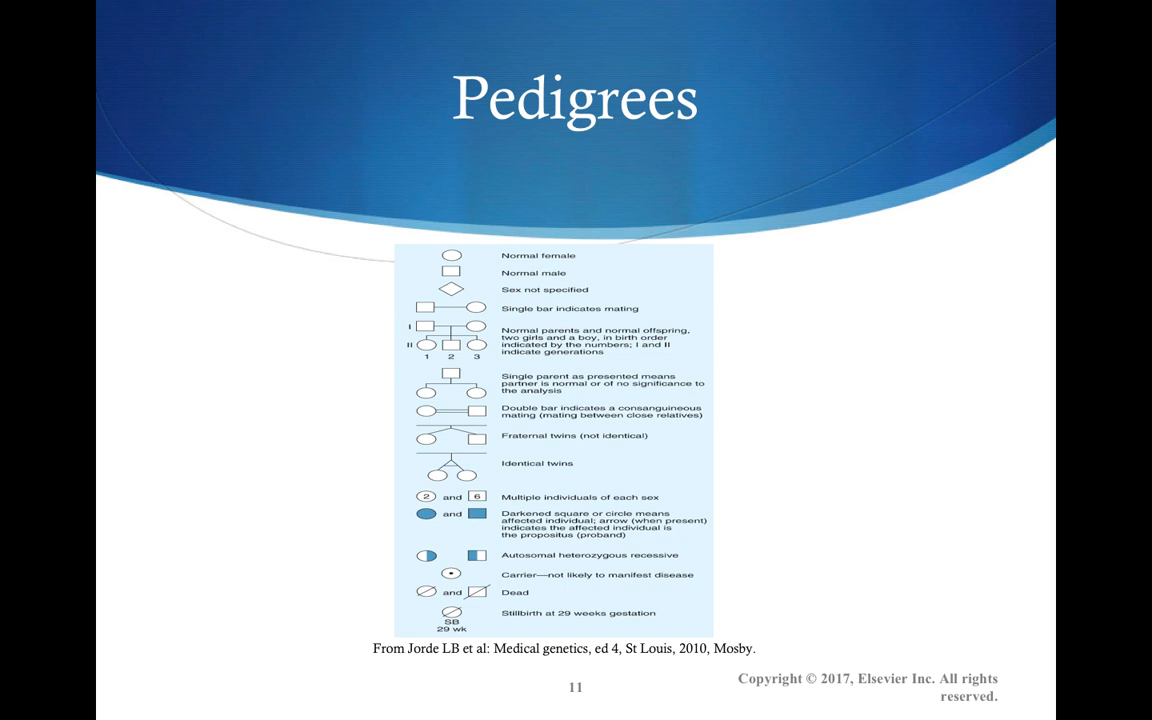 Pedigrees
Normal female
Normal male
Sex not specified
Single bar indicates mating
I
II
1 2 3
Normal parents and normal offspring,
two girls and a boy, in birth order
indicated by the numbers; I and II
indicate generations
Single parent as presented means
partner is normal or of no significance to
the analysis
Double bar indicates a consanguineous
mating (mating between close relatives)
Fraternal twins (not identical)
Identical twins
2 and 6 Multiple individuals of each sex
and Darkened square or circle means
affected individual; arrow (when present)
indicates the affected individual is
the propositus (proband)
Autosomal heterozygous recessive
Carrier—not likely to manifest disease
and Dead
Stillbirth at 29 weeks gestation
SB
29 wk
From Jorde LB et al: Medical genetics, ed 4, St Louis, 2010, Mosby.
11
Copyright © 2017, Elsevier Inc. All rights
reserved.